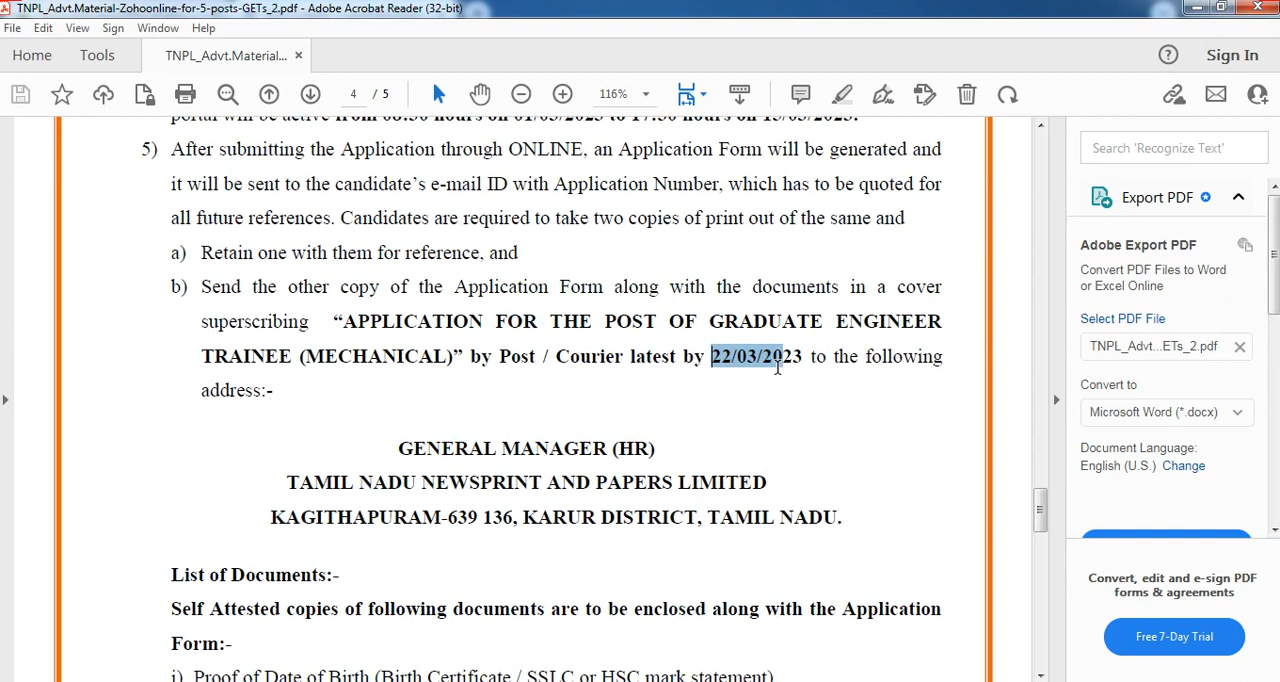 TNPL_Advt.Material-Zohoonline-for-5-posts-GETs_2.pdf - Adobe Acrobat Reader (32-bit)
File Edit View Sign Window Help
Home Tools TNPL_Advt.Material... × Sign In
4 / 5 116%
portal will be active from 08:30 hours on 01/03/2023 to 17:30 hours on 15/03/2023.
5) After submitting the Application through ONLINE, an Application Form will be generated and
it will be sent to the candidate's e-mail ID with Application Number, which has to be quoted for
all future references. Candidates are required to take two copies of print out of the same and
a) Retain one with them for reference, and
b) Send the other copy of the Application Form along with the documents in a cover
superscribing “APPLICATION FOR THE POST OF GRADUATE ENGINEER
TRAINEE (MECHANICAL)” by Post / Courier latest by 22/03/2023 to the following
address:-
GENERAL MANAGER (HR)
TAMIL NADU NEWSPRINT AND PAPERS LIMITED
KAGITHAPURAM-639 136, KARUR DISTRICT, TAMIL NADU.
List of Documents:-
Self Attested copies of following documents are to be enclosed along with the Application
Form:-
i) Proof of Date of Birth (Birth Certificate / SSLC or HSC mark statement)
Search 'Recognize Text'
Export PDF
Adobe Export PDF
Convert PDF Files to Word
or Excel Online
Select PDF File
TNPL_Advt...ETs_2.pdf ×
Convert to
Microsoft Word (*.docx)
Document Language:
English (U.S.) Change
Convert, edit and e-sign PDF
forms & agreements
Free 7-Day Trial